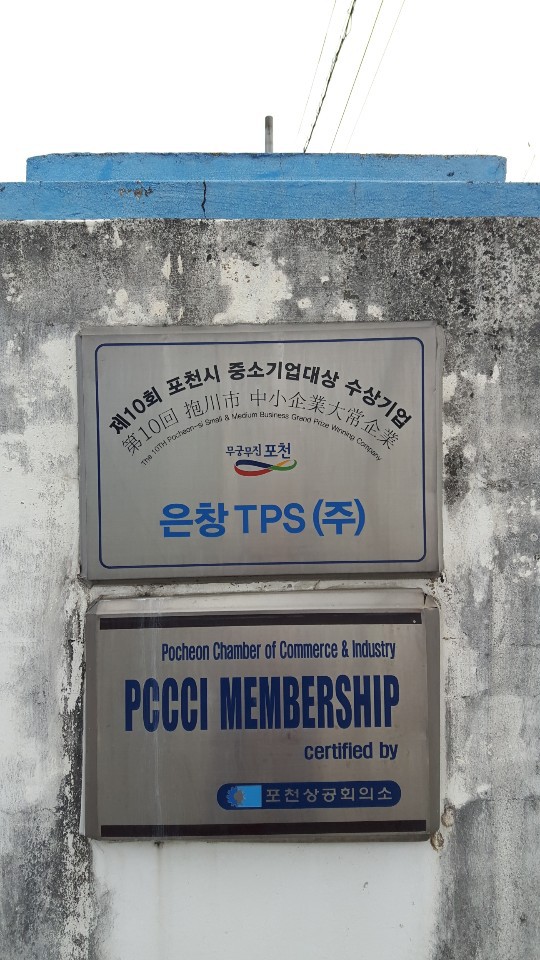 제10회 포천시 중소기업대상 수상기업
第10回 抱川市 中小企業大常企業
The 10TH Pocheon-si Small & Medium Business Grand Prize Winning Company
무궁무진 포천
은창 TPS (주)
Pocheon Chamber of Commerce & Industry
PCCCI MEMBERSHIP
certified by
포천상공회의소